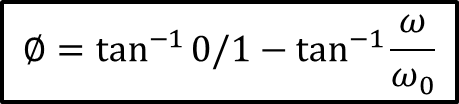 ∅ = tan⁻¹ 0/1 − tan⁻¹ ω/ω₀